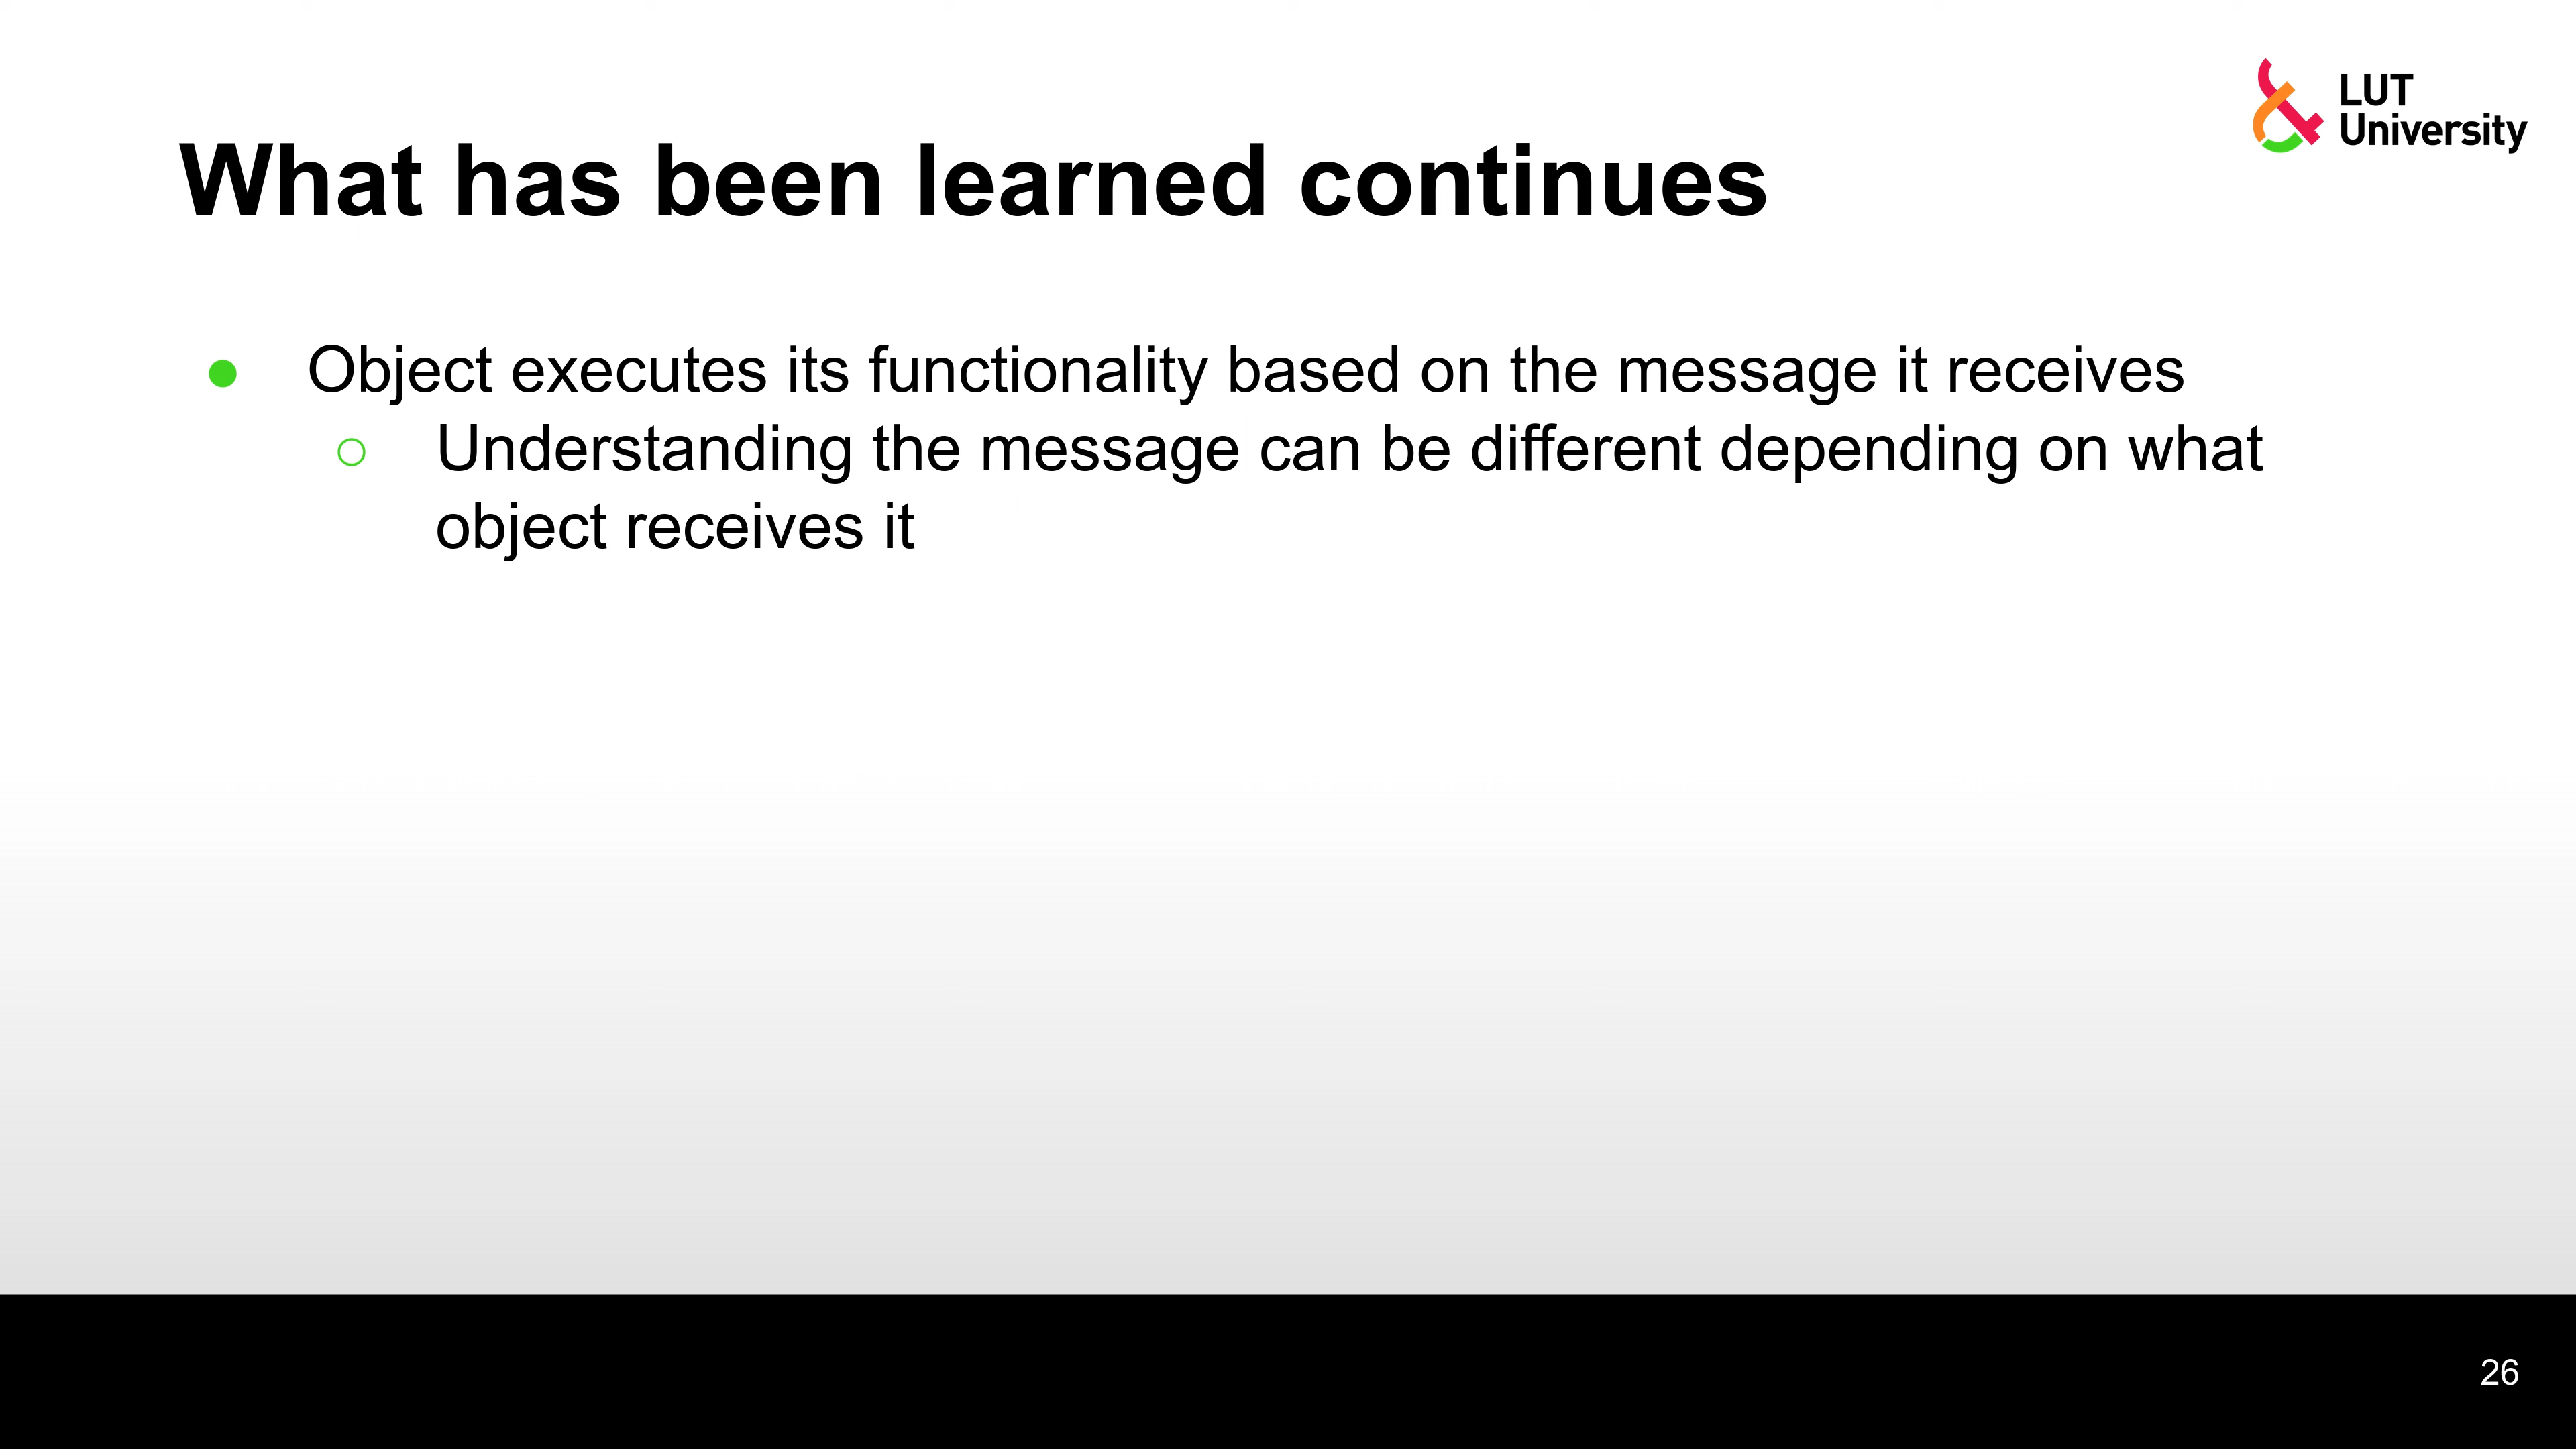 LUT
University
What has been learned continues
● Object executes its functionality based on the message it receives
○ Understanding the message can be different depending on what
object receives it
26